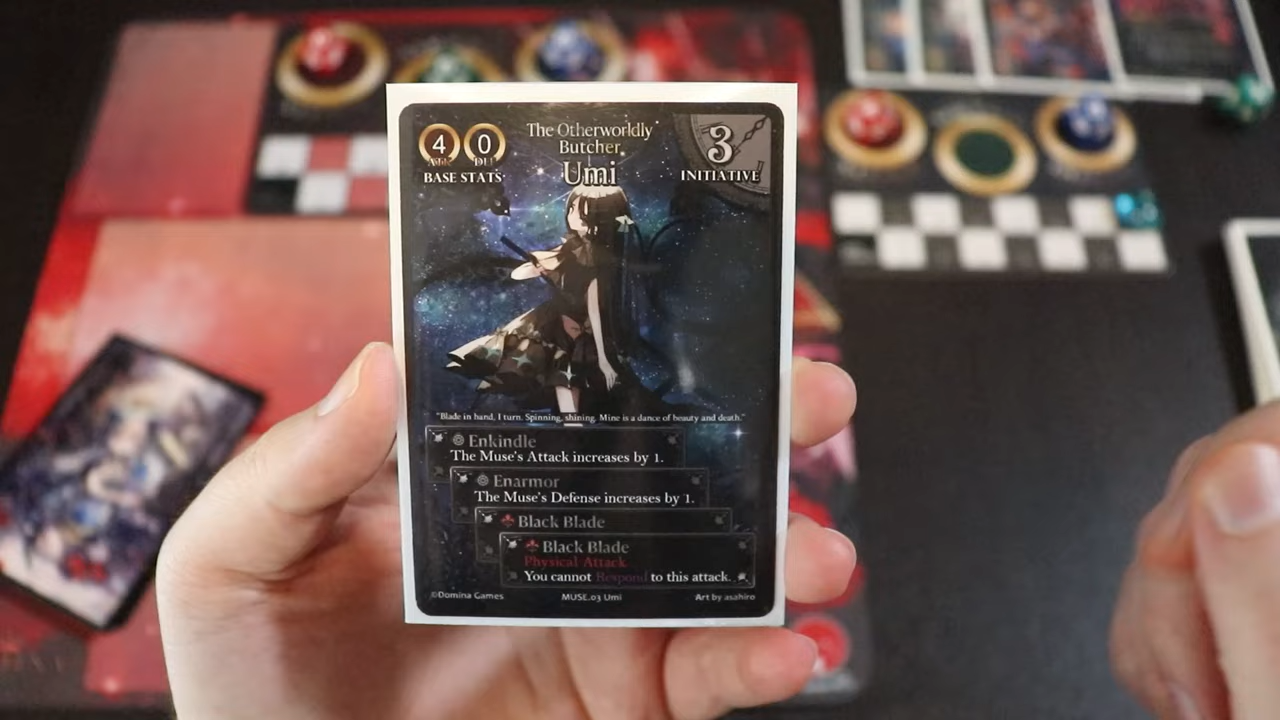 4 0
ATK DEF
BASE STATS
The Otherworldly
Butcher
Umi
3
INITIATIVE
"Blade in hand, I turn. Spinning, shining. Mine is a dance of beauty and death."
Enkindle
The Muse's Attack increases by 1.
Enarmor
The Muse's Defense increases by 1.
Black Blade
Black Blade
Physical Attack
You cannot Respond to this attack.
©Domina Games
MUSE.03 Umi
Art by asahiro